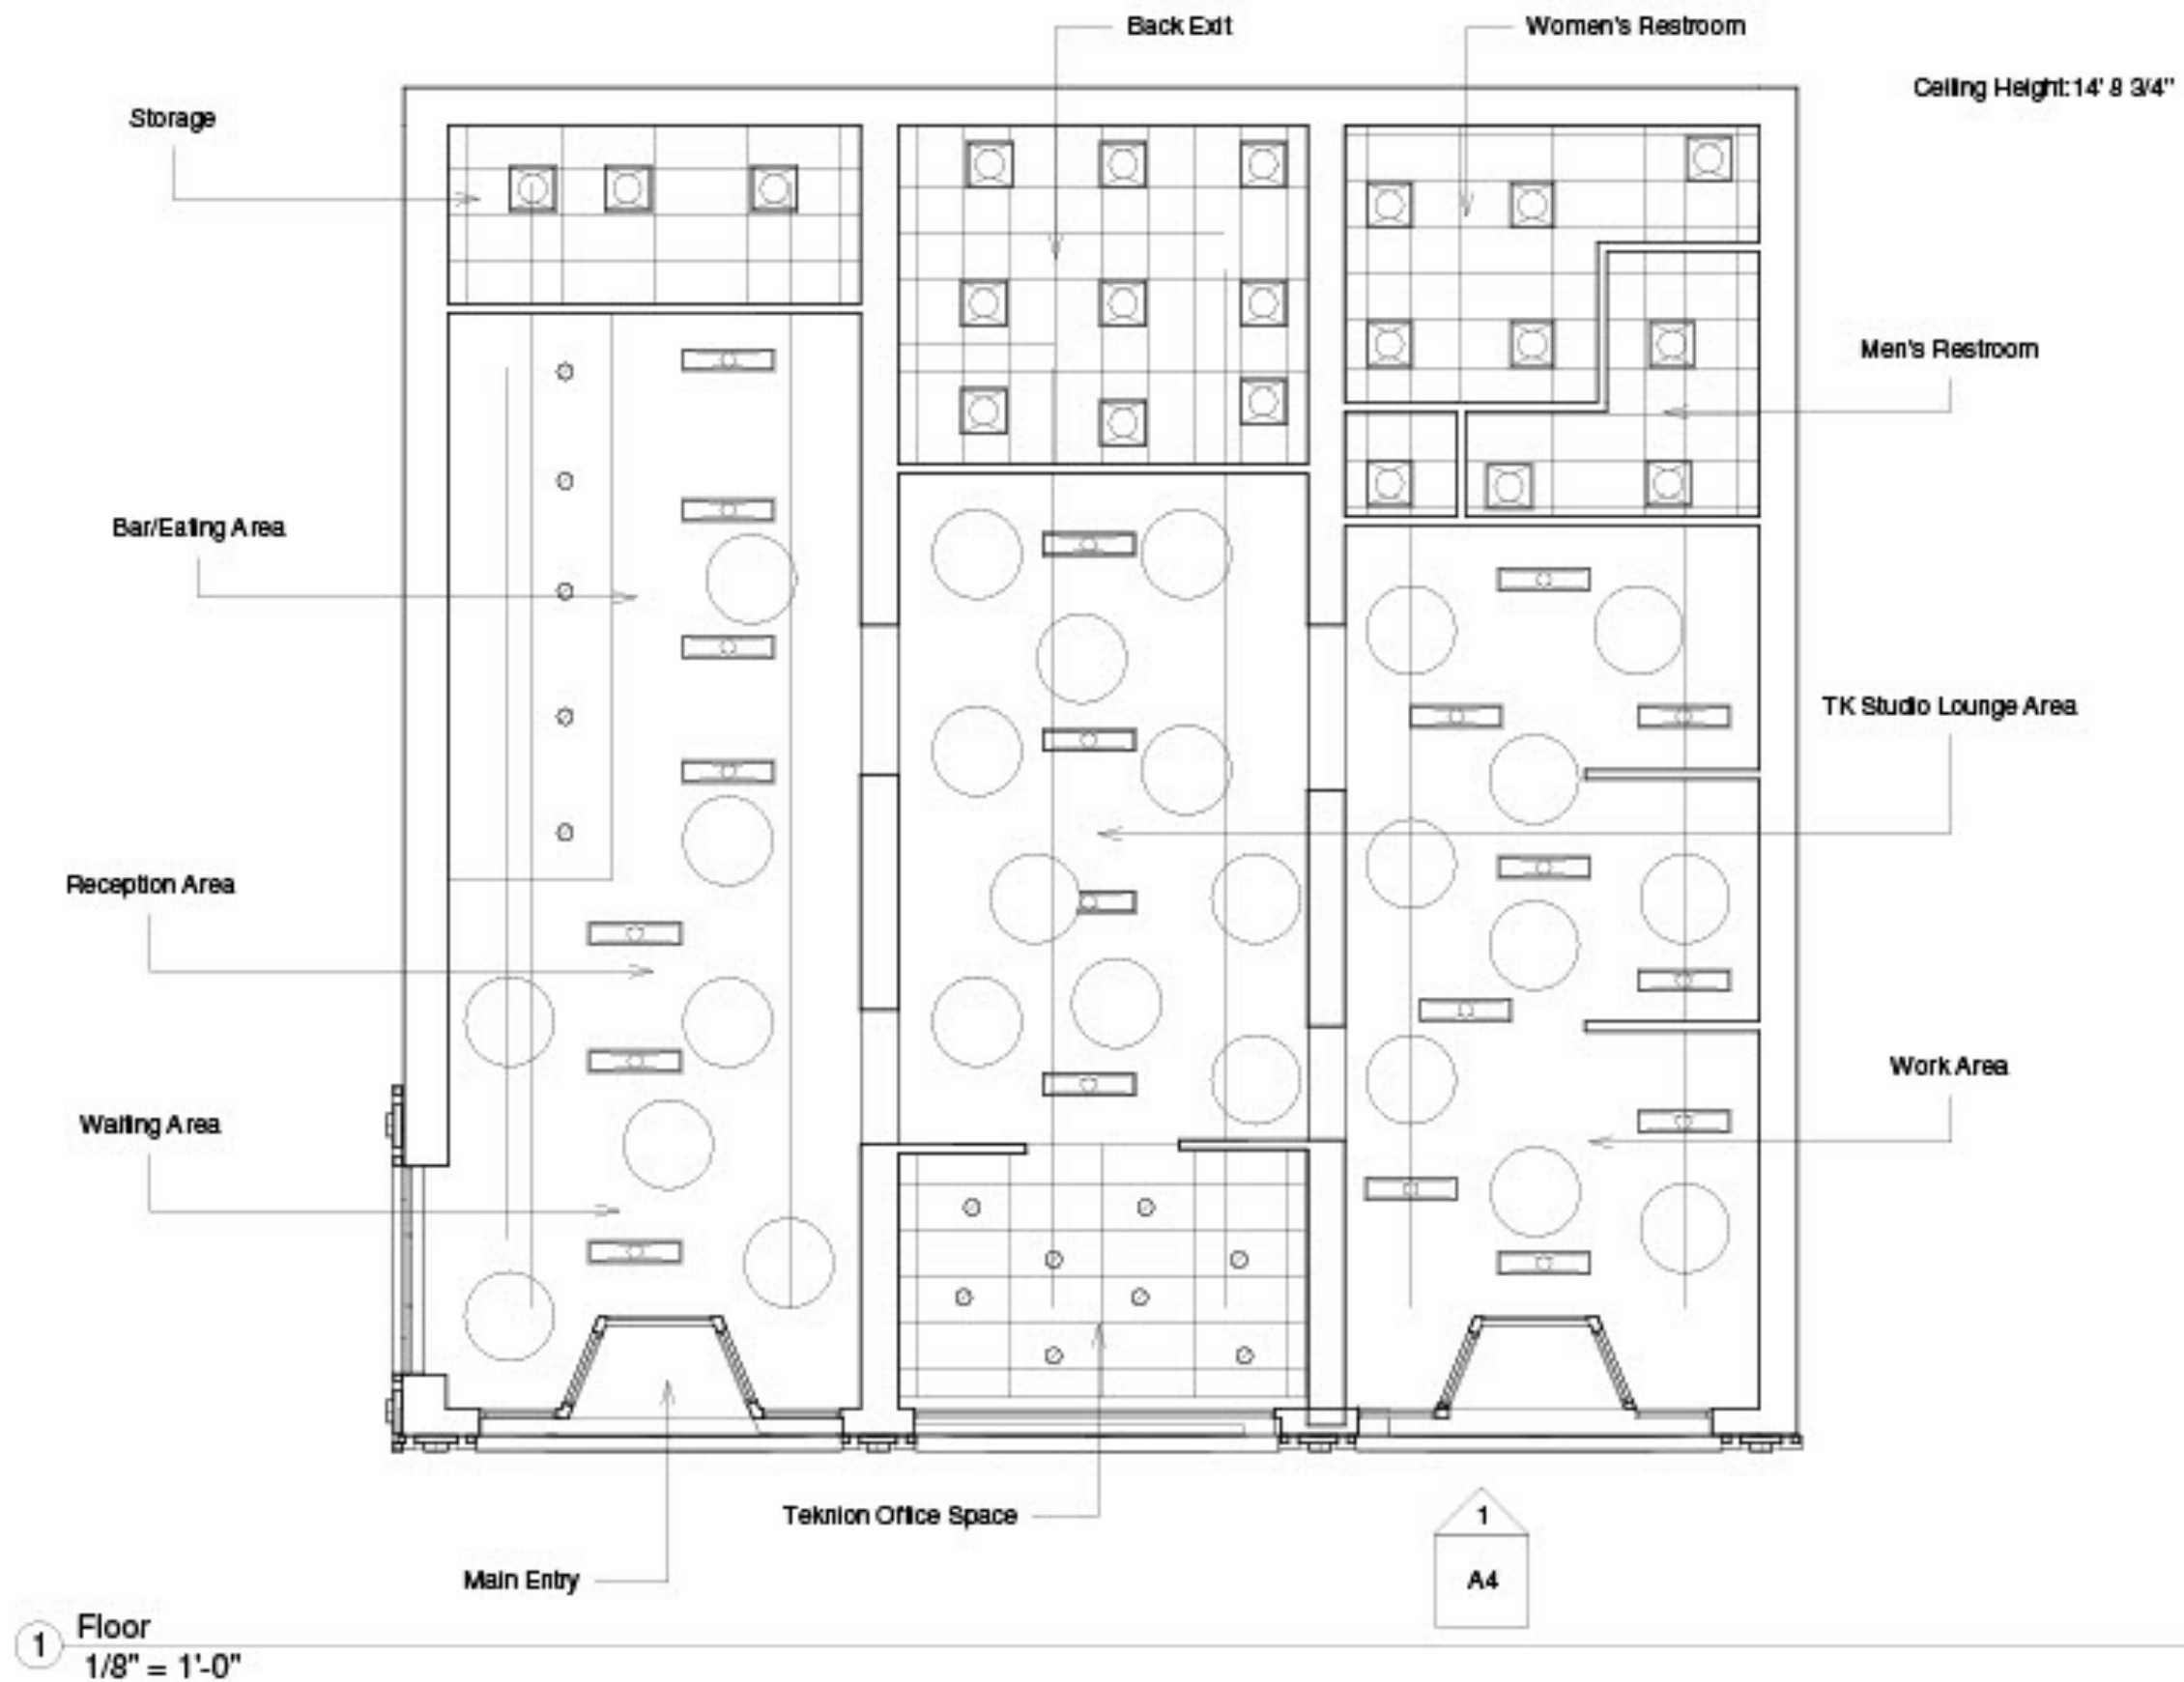 Back Exit
Women's Restroom
Ceiling Height: 14' 8 3/4"
Storage
Men's Restroom
Bar/Eating Area
TK Studio Lounge Area
Reception Area
Work Area
Waiting Area
Teknion Office Space
1
A4
Main Entry
1 Floor
1/8" = 1'-0"